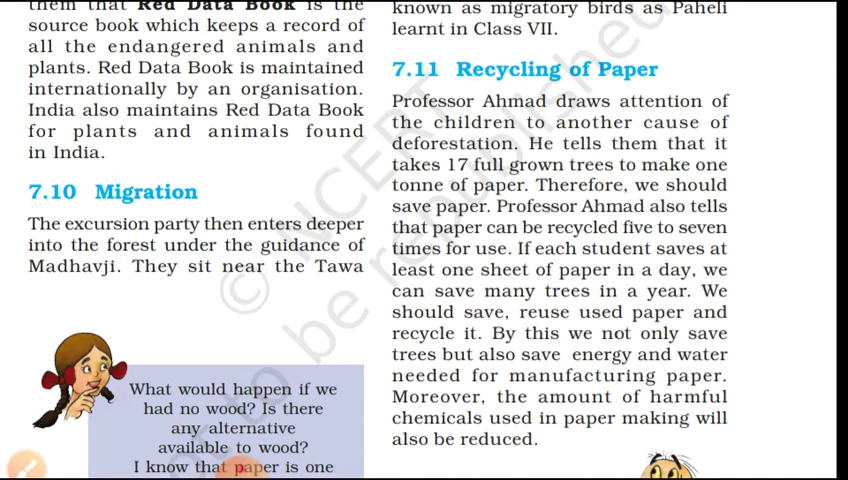 them that Red Data Book is the
source book which keeps a record of
all the endangered animals and
plants. Red Data Book is maintained
internationally by an organisation.
India also maintains Red Data Book
for plants and animals found
in India.
7.10 Migration
The excursion party then enters deeper
into the forest under the guidance of
Madhavji. They sit near the Tawa
What would happen if we
had no wood? Is there
any alternative
available to wood?
I know that paper is one
known as migratory birds as Paheli
learnt in Class VII.
7.11 Recycling of Paper
Professor Ahmad draws attention of
the children to another cause of
deforestation. He tells them that it
takes 17 full grown trees to make one
tonne of paper. Therefore, we should
save paper. Professor Ahmad also tells
that paper can be recycled five to seven
times for use. If each student saves at
least one sheet of paper in a day, we
can save many trees in a year. We
should save, reuse used paper and
recycle it. By this we not only save
trees but also save energy and water
needed for manufacturing paper.
Moreover, the amount of harmful
chemicals used in paper making will
also be reduced.
© NCERT
not to be republished